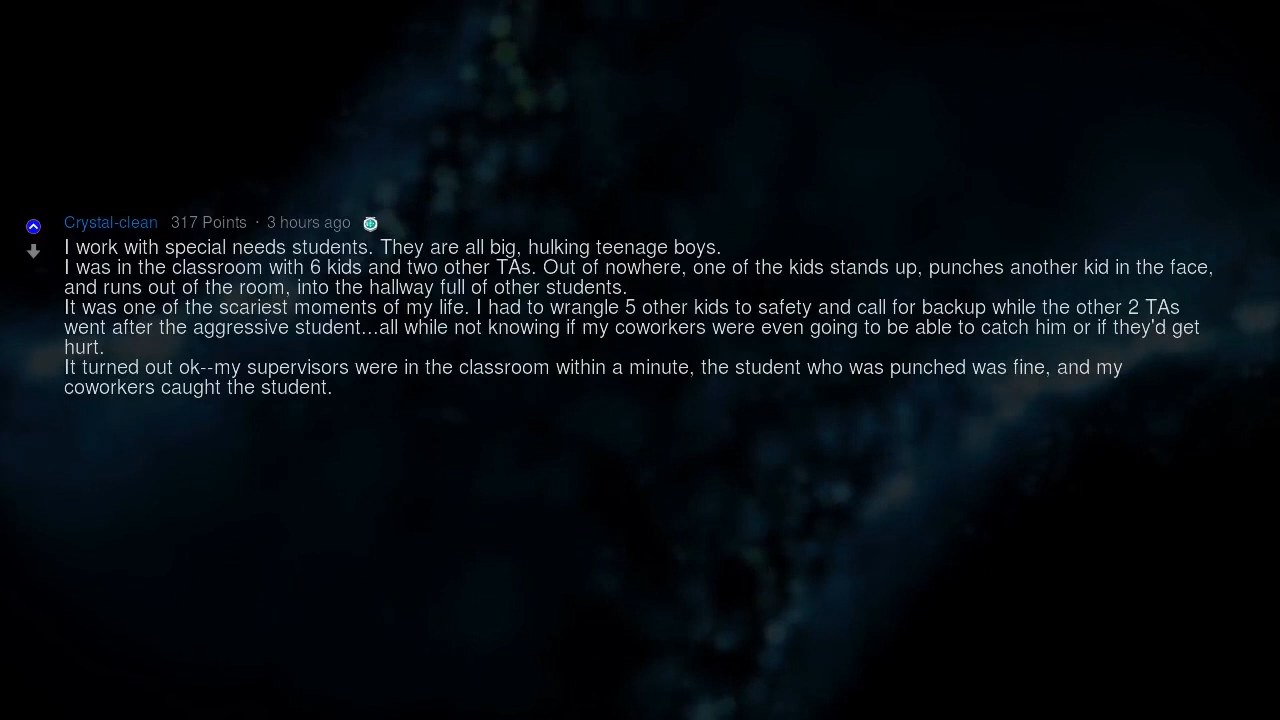 Crystal-clean 317 Points · 3 hours ago
I work with special needs students. They are all big, hulking teenage boys.
I was in the classroom with 6 kids and two other TAs. Out of nowhere, one of the kids stands up, punches another kid in the face,
and runs out of the room, into the hallway full of other students.
It was one of the scariest moments of my life. I had to wrangle 5 other kids to safety and call for backup while the other 2 TAs
went after the aggressive student...all while not knowing if my coworkers were even going to be able to catch him or if they'd get
hurt.
It turned out ok--my supervisors were in the classroom within a minute, the student who was punched was fine, and my
coworkers caught the student.